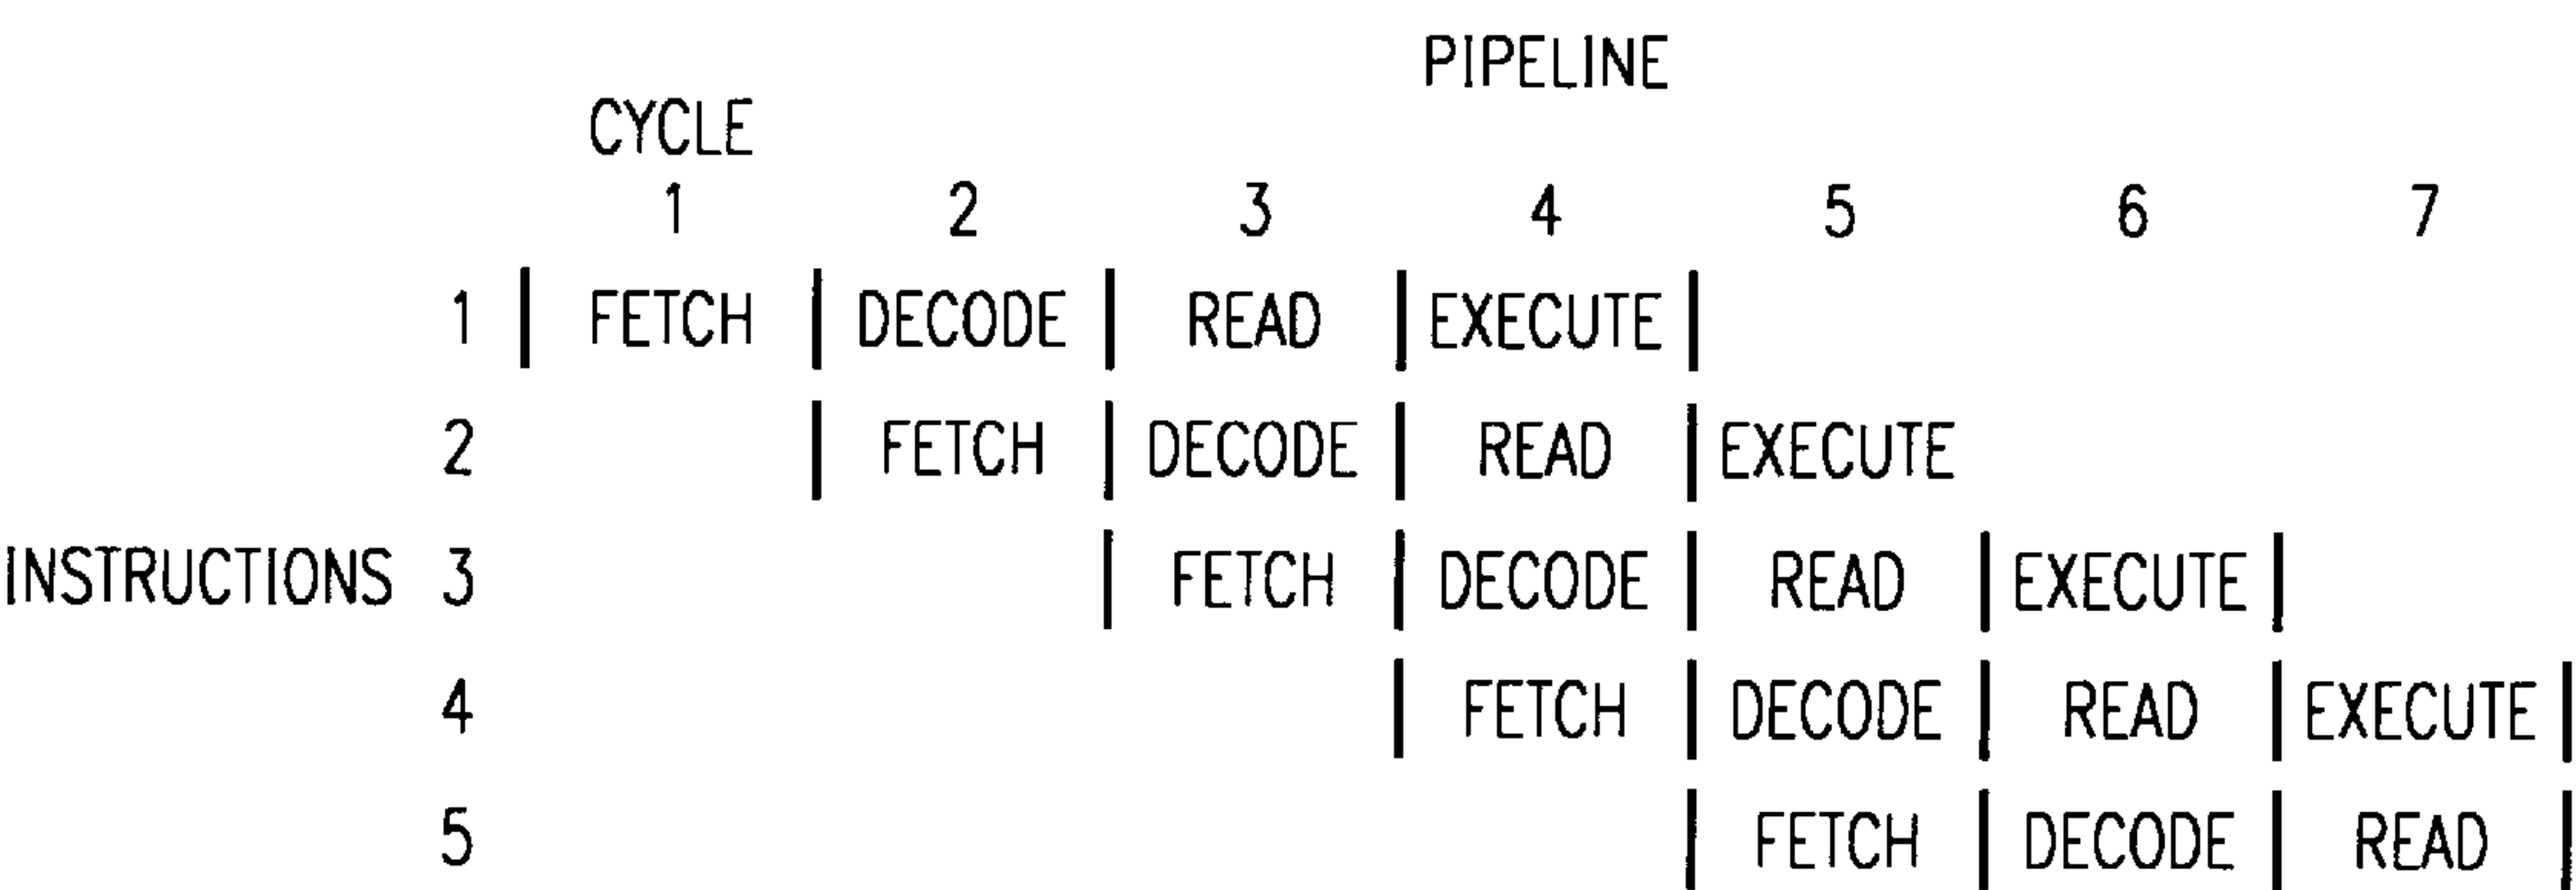 PIPELINE
CYCLE
1 2 3 4 5 6 7
1 | FETCH | DECODE | READ | EXECUTE |
2 | FETCH | DECODE | READ | EXECUTE
INSTRUCTIONS 3 | FETCH | DECODE | READ | EXECUTE |
4 | FETCH | DECODE | READ | EXECUTE |
5 | FETCH | DECODE | READ |